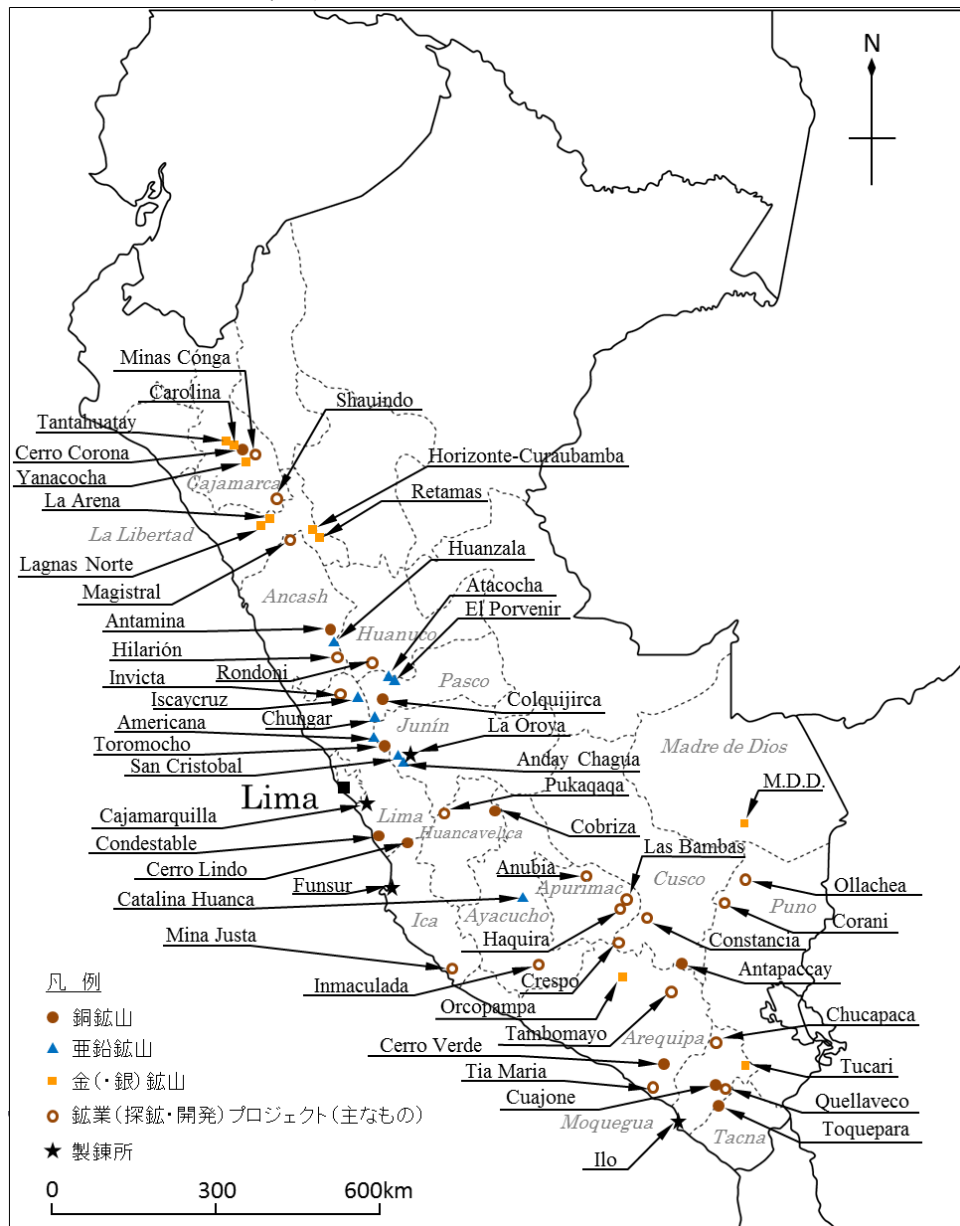 N
Minas Conga
Carolina
Shauindo
Tantahuatay
Cerro Corona
Horizonte-Curaubamba
Yanacocha
Cajamarca
Retamas
La Arena
La Libertad
Huanzala
Lagnas Norte
Atacocha
Magistral
Ancash
El Porvenir
Antamina
Huanuco
Hilarión
Rondoni
Invicta
Pasco
Iscaycruz
Colquijirca
Chungar
Americana
Junín
La Oroya
Toromocho
Madre de Dios
San Cristobal
Anday Chagua
M.D.D.
Pukaqaqa
Lima
Cajamarquilla
Lima
Huancavelica
Cobriza
Condestable
Las Bambas
Cerro Lindo
Anubia
Cusco
Funsur
Apurimac
Ollachea
Catalina Huanca
Puno
Ica
Ayacucho
Corani
Mina Justa
Haquira
Constancia
Inmaculada
Crespo
Antapaccay
Orcopampa
Tambomayo
Chucapaca
Arequipa
Cerro Verde
Tucari
Tia Maria
Cuajone
Quellaveco
Moquegua
Toquepara
Tacna
Ilo
凡 例
銅鉱山
亜鉛鉱山
金(・銀)鉱山
鉱業(探鉱・開発)プロジェクト(主なもの)
製錬所
0 300 600km